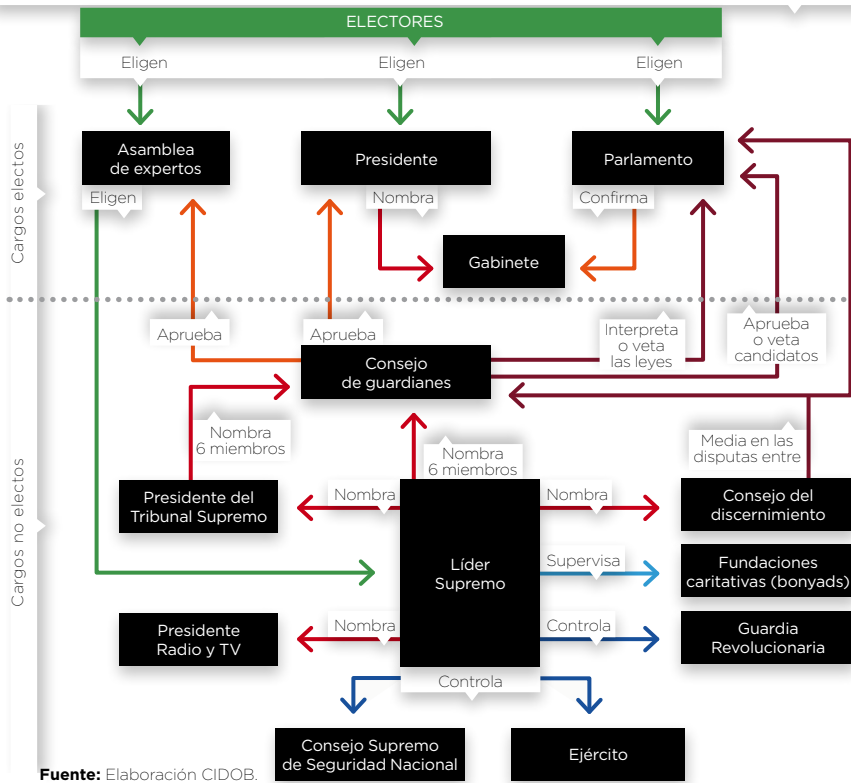 ELECTORES
Eligen
Eligen
Eligen
Cargos electos
Asamblea
de expertos
Presidente
Parlamento
Eligen
Nombra
Confirma
Gabinete
Aprueba
Aprueba
Interpreta
o veta
las leyes
Aprueba
o veta
candidatos
Consejo
de guardianes
Cargos no electos
Nombra
6 miembros
Nombra
6 miembros
Media en las
disputas entre
Presidente del
Tribunal Supremo
Nombra
Líder
Supremo
Nombra
Consejo del
discernimiento
Supervisa
Fundaciones
caritativas (bonyads)
Presidente
Radio y TV
Nombra
Controla
Guardia
Revolucionaria
Controla
Consejo Supremo
de Seguridad Nacional
Ejército
Fuente: Elaboración CIDOB.